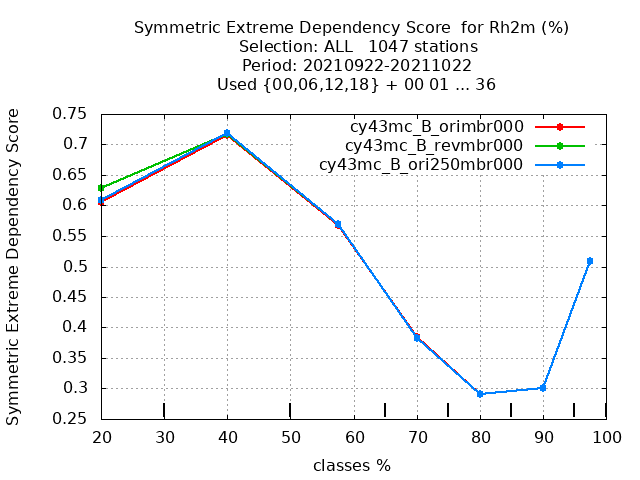 Symmetric Extreme Dependency Score  for Rh2m (%)
Selection: ALL   1047 stations
Period: 20210922-20211022
Used {00,06,12,18} + 00 01 ... 36
Symmetric Extreme Dependency Score
0.75
0.7
0.65
0.6
0.55
0.5
0.45
0.4
0.35
0.3
0.25
cy43mc_B_orimbr000
cy43mc_B_revmbr000
cy43mc_B_ori250mbr000
20 30 40 50 60 70 80 90 100
classes %